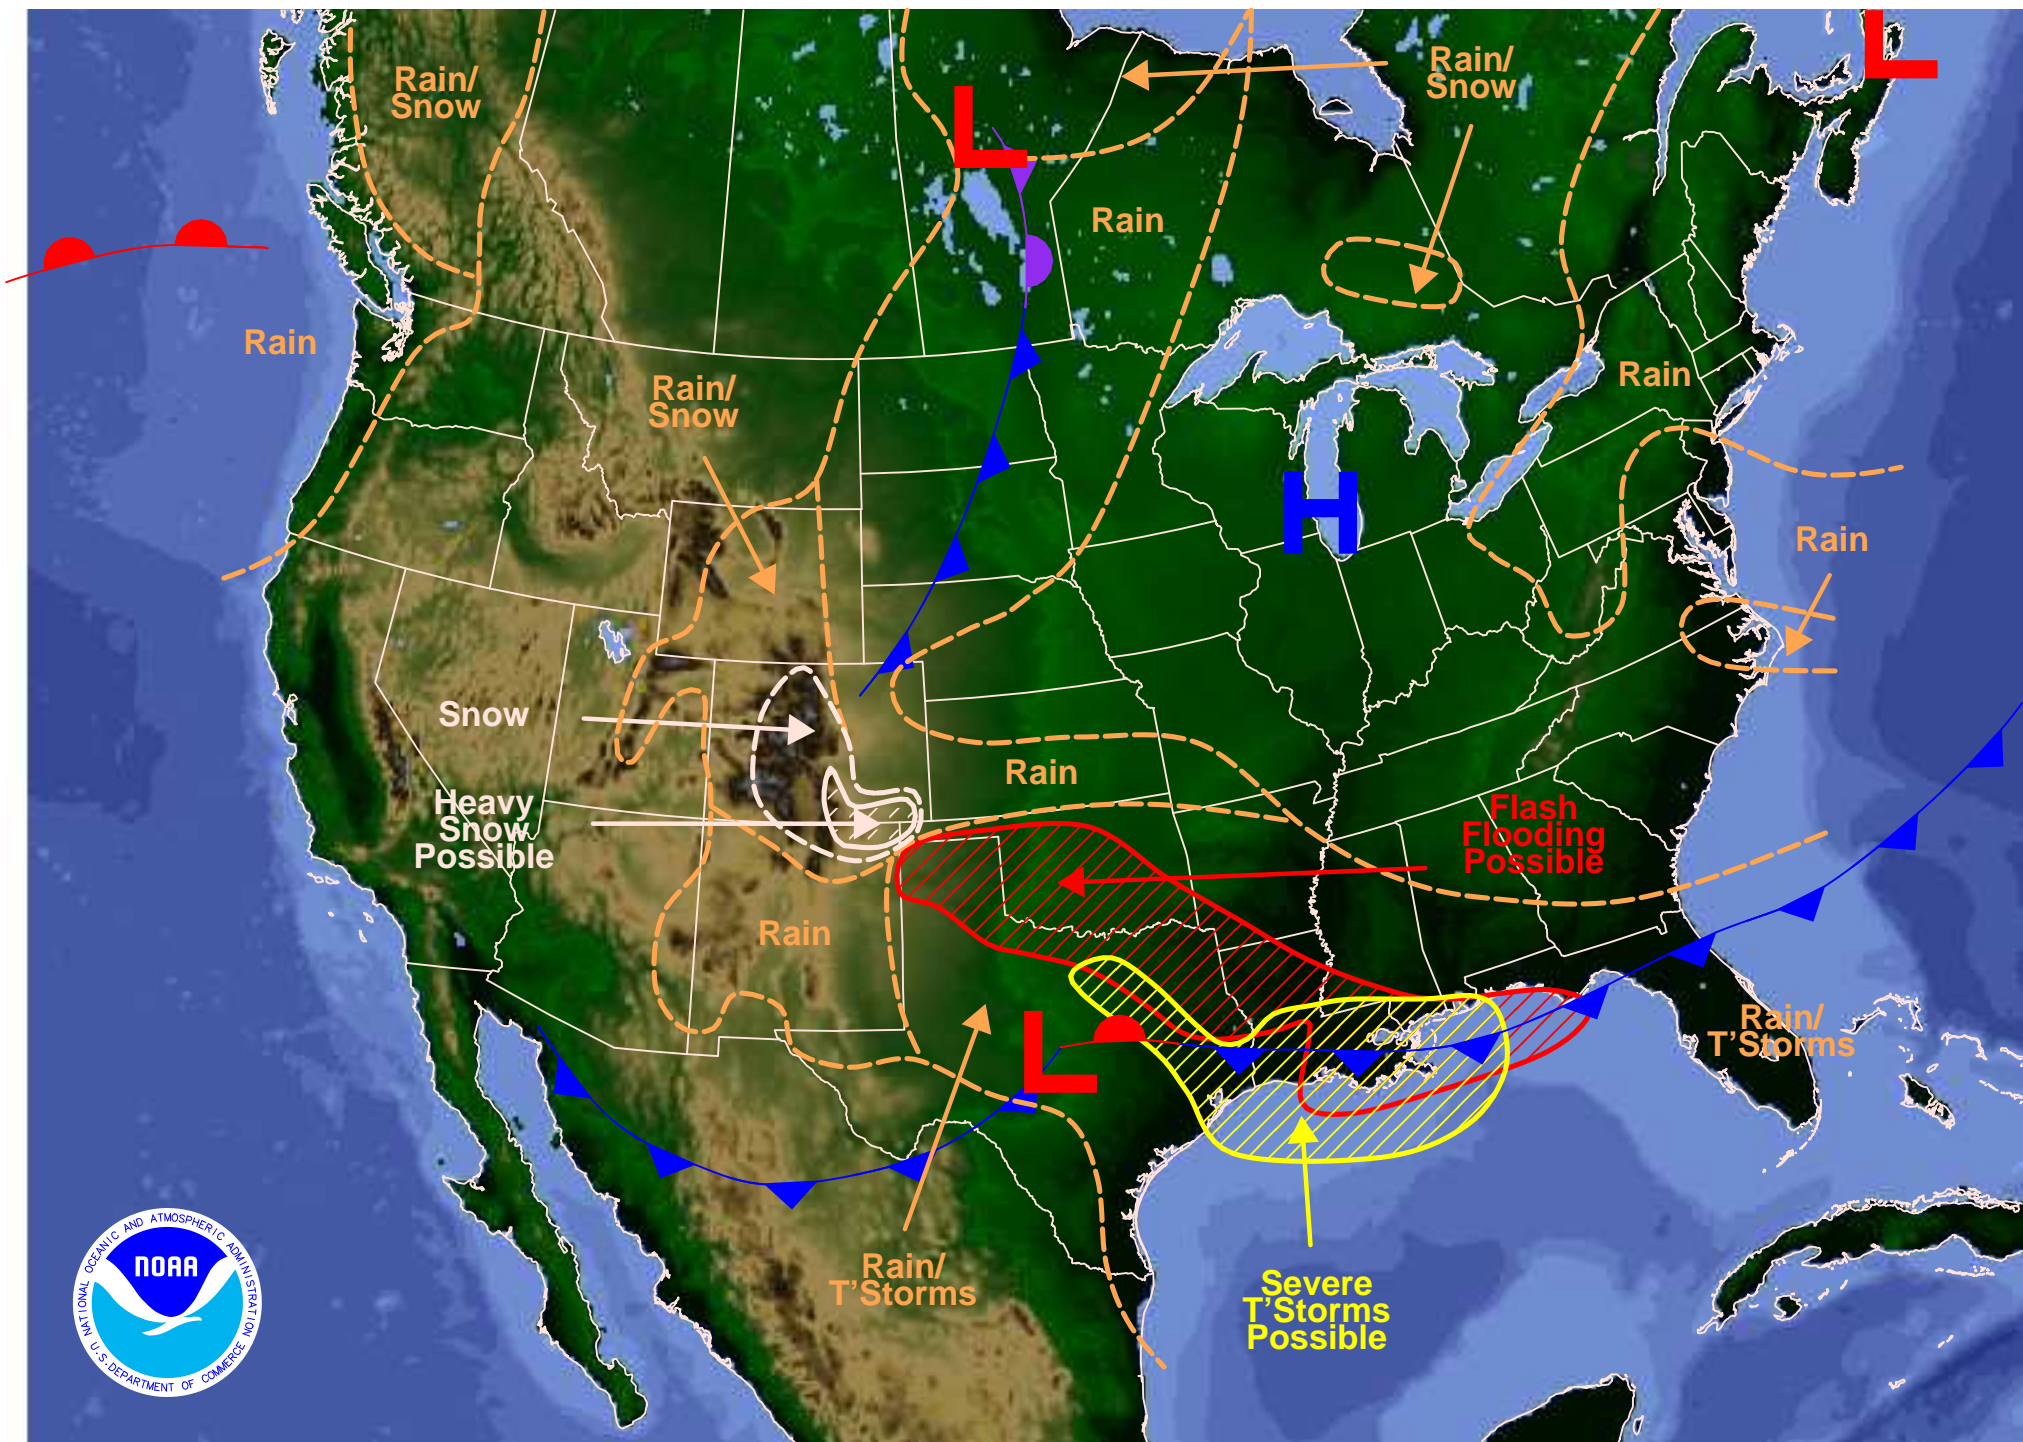 L
Rain/
Snow
Rain/
Snow
L
Rain
Rain
Rain/
Snow
Rain
H
Rain
Snow
Rain
Heavy
Snow
Possible
Flash
Flooding
Possible
Rain
Rain/
T'Storms
L
Rain/
T'Storms
Severe
T'Storms
Possible
NATIONAL OCEANIC AND ATMOSPHERIC ADMINISTRATION
NOAA
U.S. DEPARTMENT OF COMMERCE